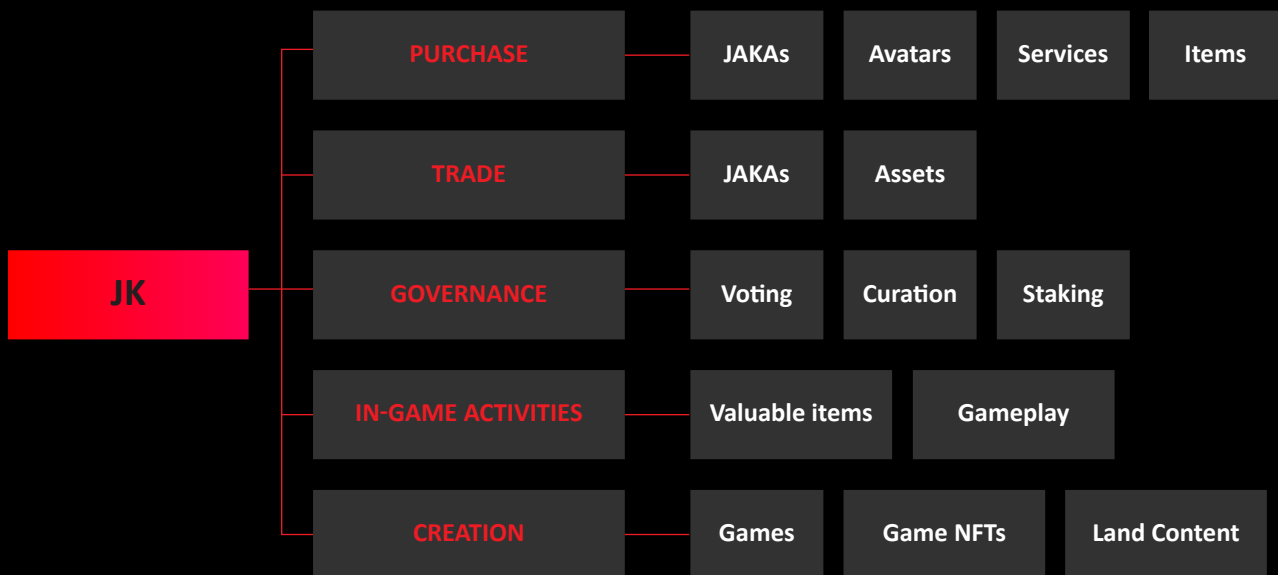 PURCHASE
JAKAs
Avatars
Services
Items
TRADE
JAKAs
Assets
JK
GOVERNANCE
Voting
Curation
Staking
IN-GAME ACTIVITIES
Valuable items
Gameplay
CREATION
Games
Game NFTs
Land Content